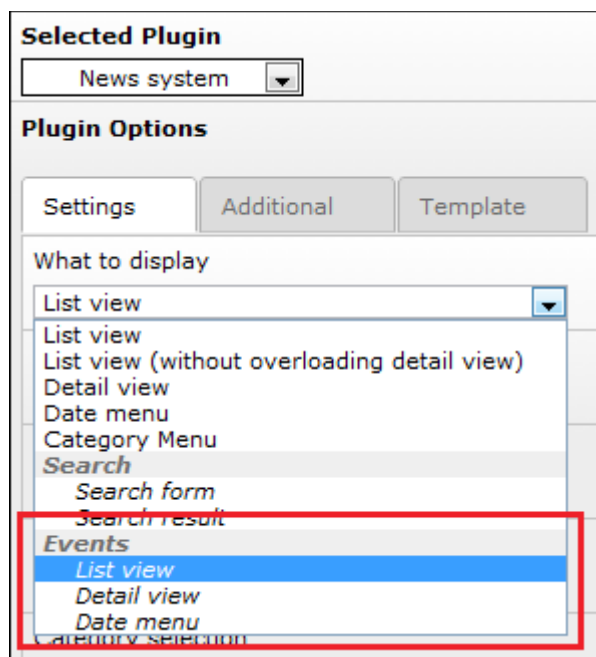 Selected Plugin
News system
Plugin Options
Settings Additional Template
What to display
List view
List view
List view (without overloading detail view)
Detail view
Date menu
Category Menu
Search
Search form
Search result
Events
List view
Detail view
Date menu
Category selection